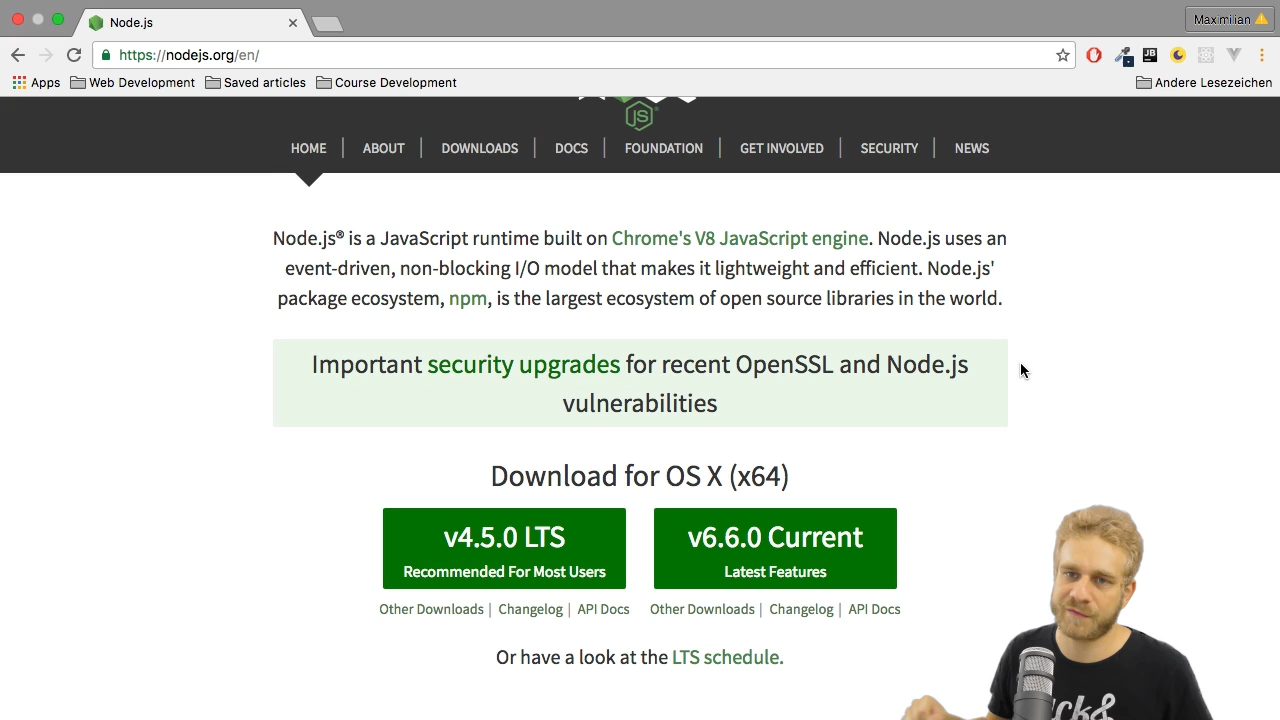 Node.js
Maximilian
https://nodejs.org/en/
JB
Apps
Web Development
Saved articles
Course Development
Andere Lesezeichen
JS
HOME
ABOUT
DOWNLOADS
DOCS
FOUNDATION
GET INVOLVED
SECURITY
NEWS
Node.js® is a JavaScript runtime built on Chrome's V8 JavaScript engine. Node.js uses an
event-driven, non-blocking I/O model that makes it lightweight and efficient. Node.js'
package ecosystem, npm, is the largest ecosystem of open source libraries in the world.
Important security upgrades for recent OpenSSL and Node.js
vulnerabilities
Download for OS X (x64)
v4.5.0 LTS
Recommended For Most Users
v6.6.0 Current
Latest Features
Other Downloads | Changelog | API Docs
Other Downloads | Changelog | API Docs
Or have a look at the LTS schedule.